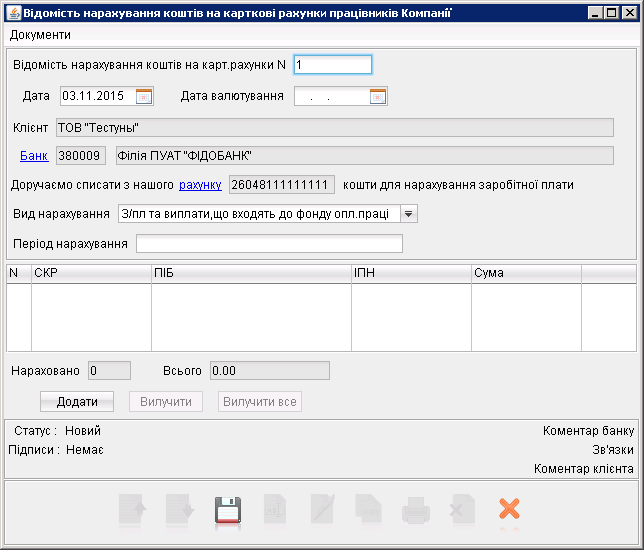 Відомість нарахування коштів на карткові рахунки працівників Компанії
Документи
Відомість нарахування коштів на карт.рахунки N 1
Дата 03.11.2015 Дата валютування . .
Клієнт ТОВ "Тестуны"
Банк 380009 Філія ПУАТ "ФІДОБАНК"
Доручаємо списати з нашого рахунку 26048111111111 кошти для нарахування заробітної плати
Вид нарахування З/пл та виплати,що входять до фонду опл.праці
Період нарахування
N СКР ПІБ ІПН Сума
Нараховано 0 Всього 0.00
Додати Вилучити Вилучити все
Статус : Новий Коментар банку
Підписи : Немає Зв'язки
Коментар клієнта